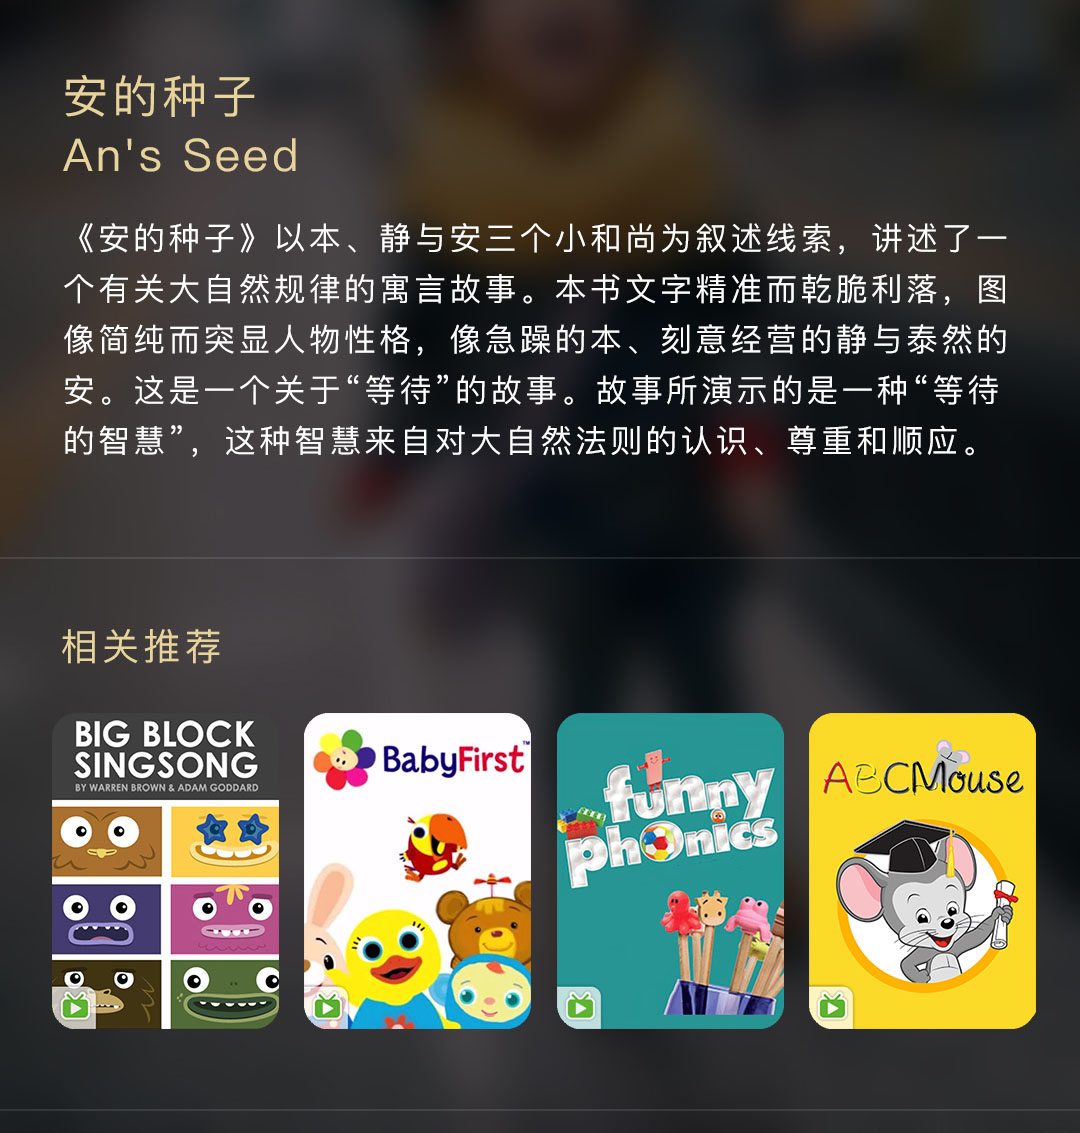 安的种子
An's Seed
《安的种子》以本、静与安三个小和尚为叙述线索，讲述了一
个有关大自然规律的寓言故事。本书文字精准而乾脆利落，图
像简纯而突显人物性格，像急躁的本、刻意经营的静与泰然的
安。这是一个关于“等待”的故事。故事所演示的是一种“等待
的智慧”，这种智慧来自对大自然法则的认识、尊重和顺应。
相关推荐
BIG BLOCK
SINGSONG
BY WARREN BROWN & ADAM GODDARD
BabyFirst™
funny
phonics
ABCMouse